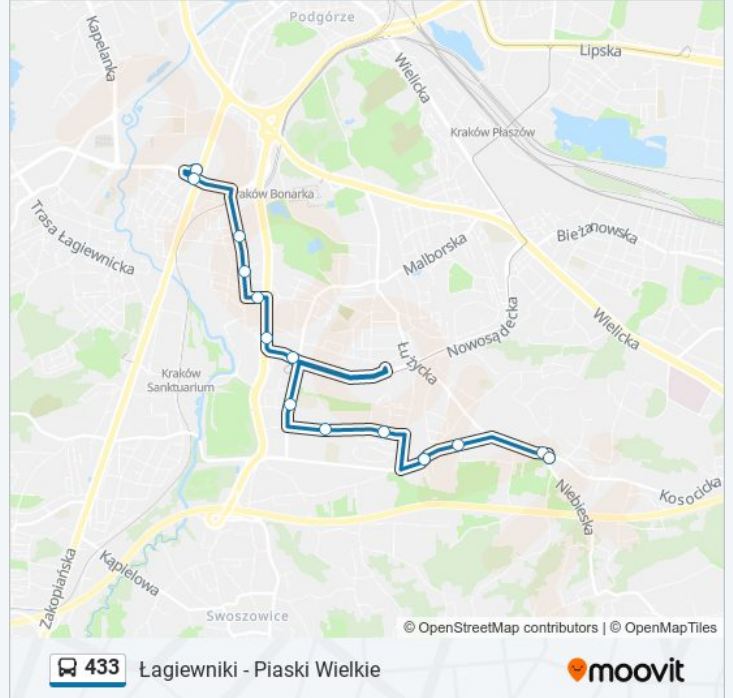 Podgórze
Kapelanka
Lipska
Wielicka
Kraków Płaszów
raków Bonarka
Trasa Łagiewnicka
Bieżanowska
Malborska
Wielicka
Nowosądecka
Łużycka
Kraków
Sanktuarium
Niebieska
Kosocicka
Kąpielowa
Zakopiańska
Swoszowice
© OpenStreetMap contributors | © OpenMapTiles
433 Łagiewniki - Piaski Wielkie
moovit